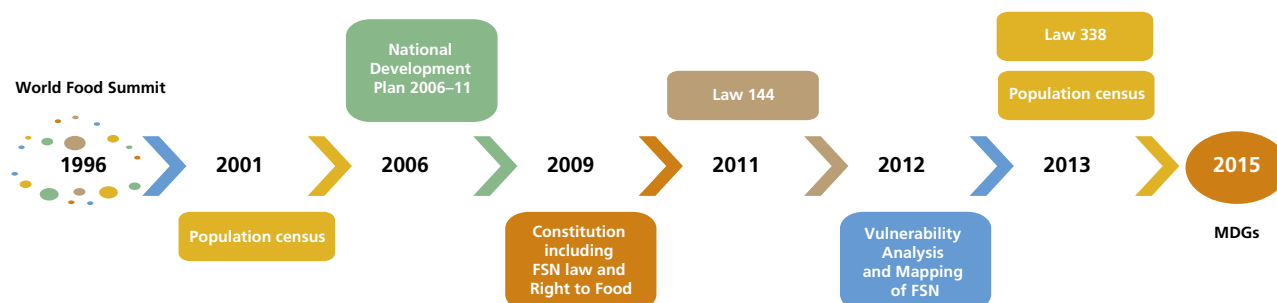 World Food Summit
1996
2001
Population census
National
Development
Plan 2006–11
2006
2009
Constitution
including
FSN law and
Right to Food
Law 144
2011
2012
Vulnerability
Analysis
and Mapping
of FSN
Law 338
Population census
2013
2015
MDGs